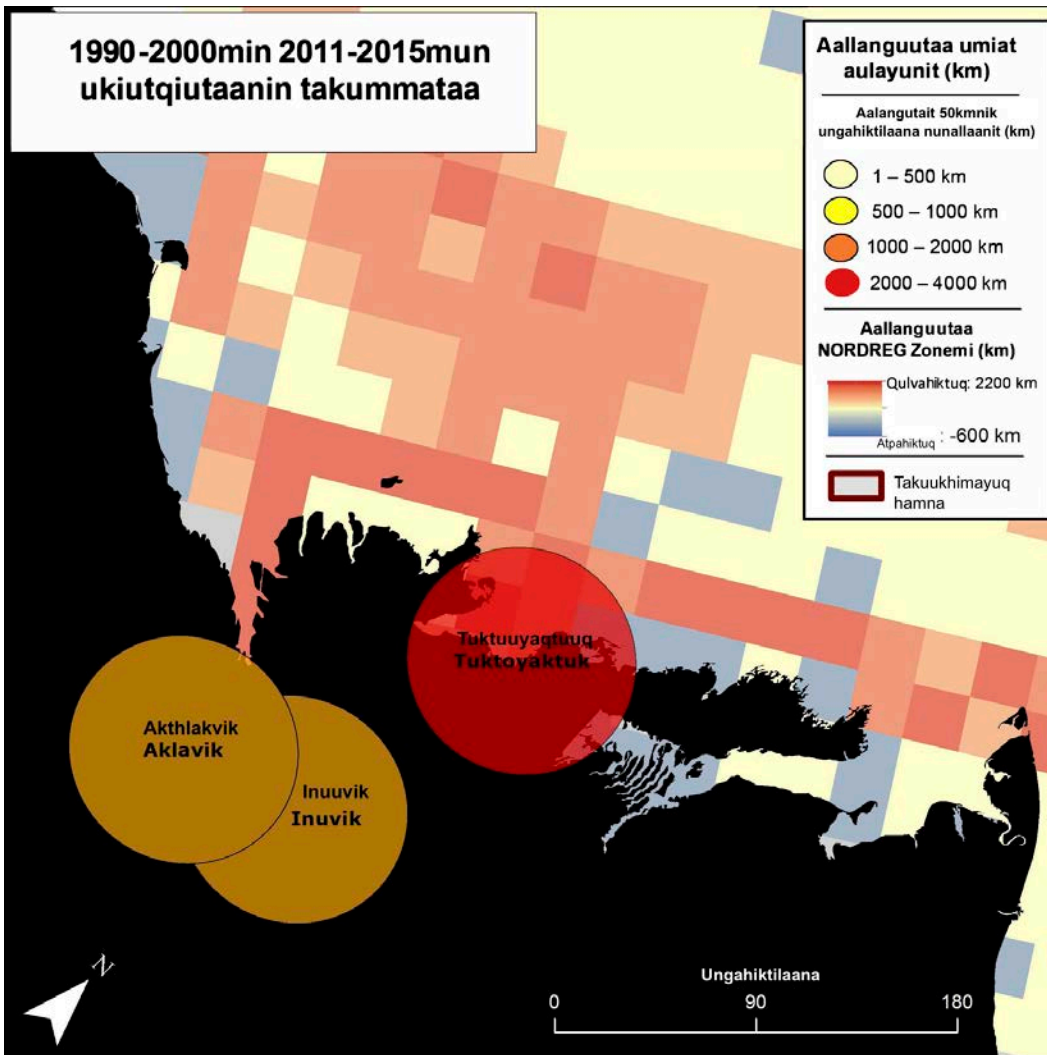 1990-2000min 2011-2015mun
ukiutqiutaanin takummataa
Aallanguutaa umiat
aulayunit (km)
Aalangutait 50kmnik
ungahiktilaana nunallaanit (km)
1 – 500 km
500 – 1000 km
1000 – 2000 km
2000 – 4000 km
Aallanguutaa
NORDREG Zonemi (km)
Qulvahiktuq: 2200 km
Atpahiktuq : -600 km
Takuukhimayuq
hamna
Tuktuuyaqtuuq
Tuktoyaktuk
Akthlakvik
Aklavik
Inuuvik
Inuvik
N
Ungahiktilaana
0 90 180